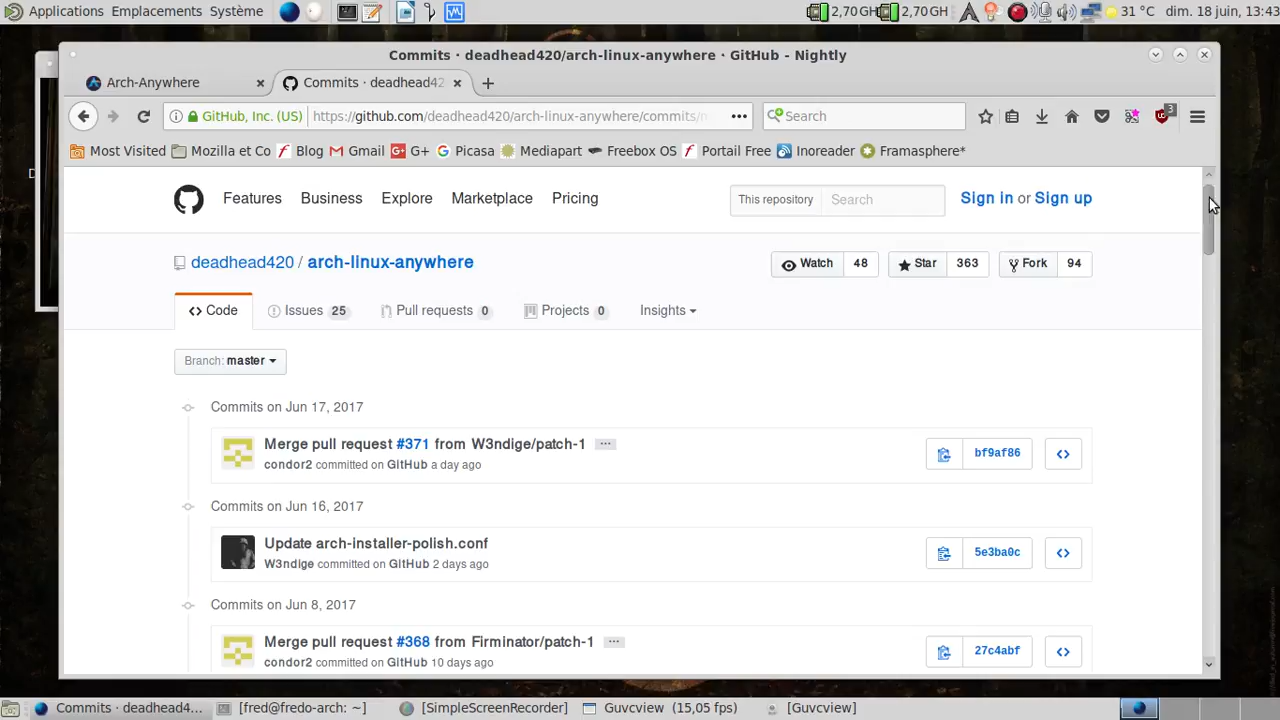 Applications Emplacements Système 2,70 GH 2,70 GH 31 °C dim. 18 juin, 13:43
Commits · deadhead420/arch-linux-anywhere · GitHub - Nightly
Arch-Anywhere Commits · deadhead42
GitHub, Inc. (US) https://github.com/deadhead420/arch-linux-anywhere/commits/ Search 3
Most Visited Mozilla et Co Blog Gmail G+ Picasa Mediapart Freebox OS Portail Free Inoreader Framasphère*
Features Business Explore Marketplace Pricing This repository Search Sign in or Sign up
deadhead420 / arch-linux-anywhere Watch 48 Star 363 Fork 94
Code Issues 25 Pull requests 0 Projects 0 Insights
Branch: master
Commits on Jun 17, 2017
Merge pull request #371 from W3ndige/patch-1 …
condor2 committed on GitHub a day ago bf9af86
Commits on Jun 16, 2017
Update arch-installer-polish.conf
W3ndige committed on GitHub 2 days ago 5e3ba0c
Commits on Jun 8, 2017
Merge pull request #368 from Firminator/patch-1 …
condor2 committed on GitHub 10 days ago 27c4abf
Commits · deadhead4... [fred@fredo-arch: ~] [SimpleScreenRecorder] Guvcview (15,05 fps) [Guvcview]